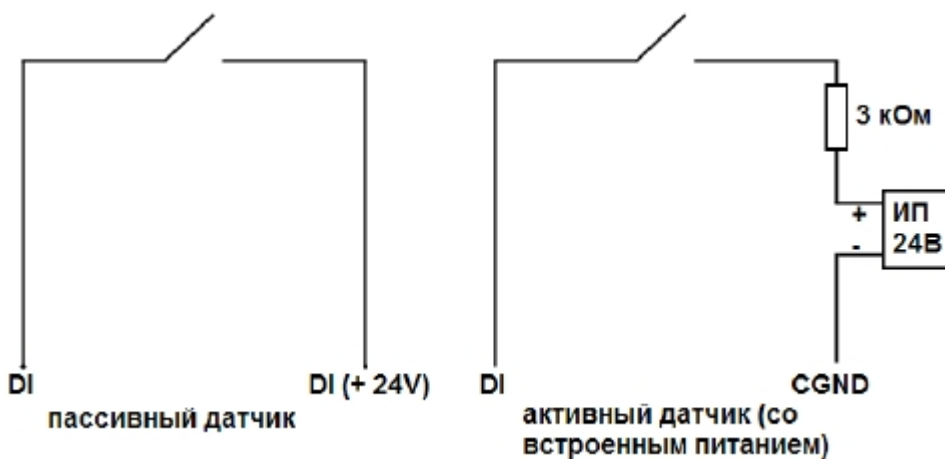 3 кОм
+ ИП
- 24В
DI DI (+ 24V)
пассивный датчик
DI CGND
активный датчик (со
встроенным питанием)